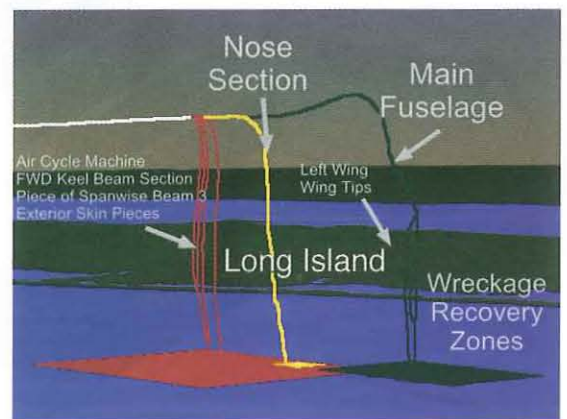 Nose
Section
Main
Fuselage
Air Cycle Machine
FWD Keel Beam Section
Piece of Spanwise Beam 3
Exterior Skin Pieces
Left Wing
Wing Tips
Long Island
Wreckage
Recovery
Zones